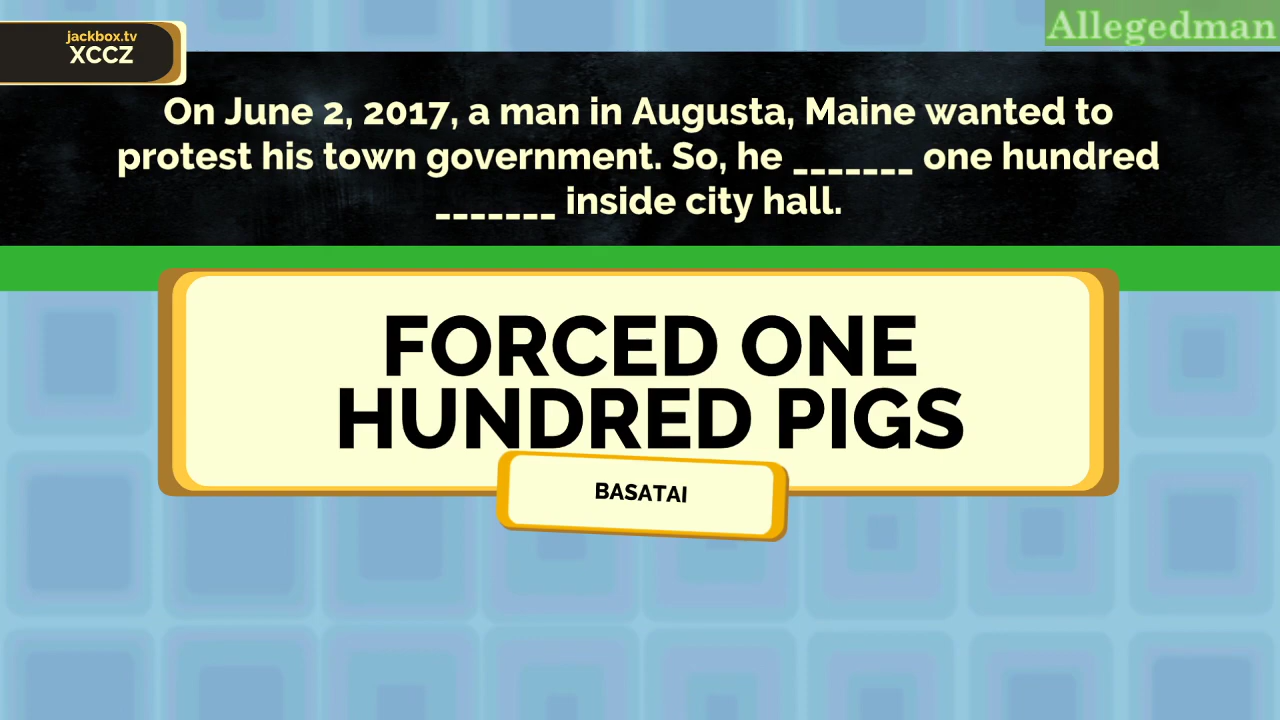 jackbox.tv
XCCZ
Allegedman
On June 2, 2017, a man in Augusta, Maine wanted to
protest his town government. So, he _______ one hundred
_______ inside city hall.
FORCED ONE
HUNDRED PIGS
BASATAI